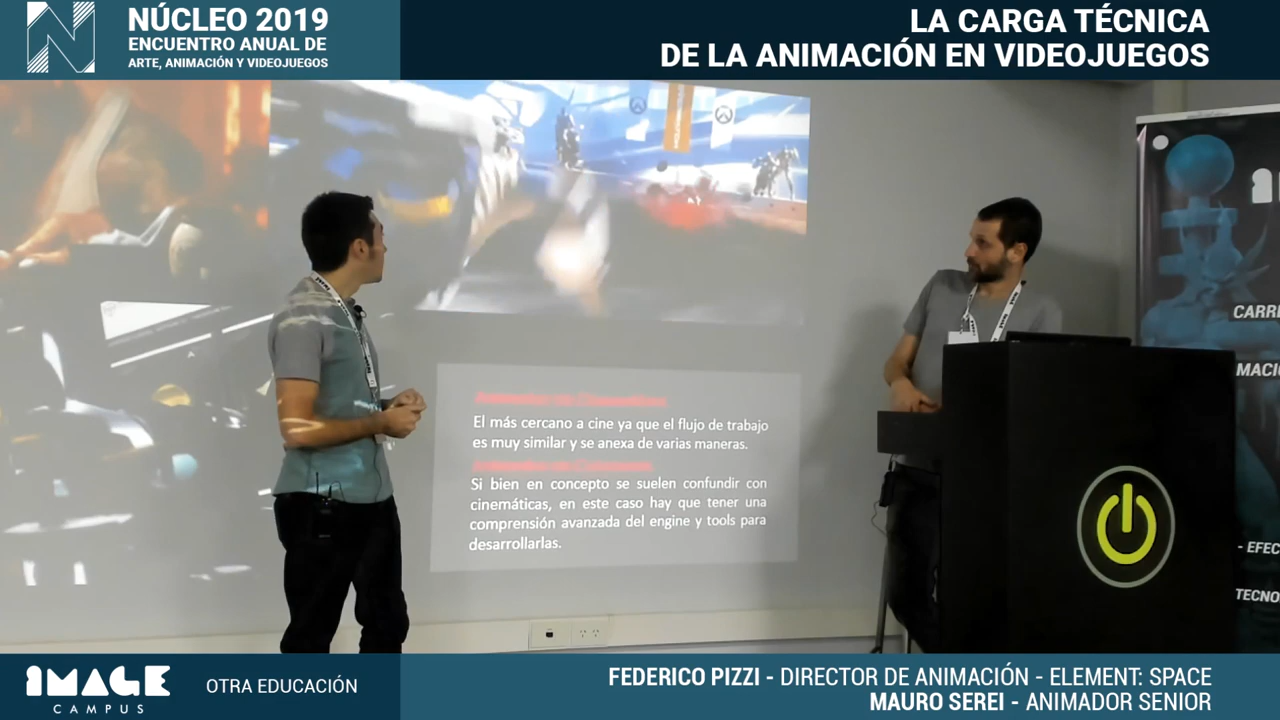 NÚCLEO 2019
ENCUENTRO ANUAL DE
ARTE, ANIMACIÓN Y VIDEOJUEGOS
LA CARGA TÉCNICA
DE LA ANIMACIÓN EN VIDEOJUEGOS
El más cercano a cine ya que el flujo de trabajo
es muy similar y se anexa de varias maneras.
Si bien en concepto se suelen confundir con
cinemáticas, en este caso hay que tener una
comprensión avanzada del engine y tools para
desarrollarlas.
- EFEC
TECNO
CARRE
MACIÓ
IMAGE
CAMPUS
OTRA EDUCACIÓN
FEDERICO PIZZI - DIRECTOR DE ANIMACIÓN - ELEMENT: SPACE
MAURO SEREI - ANIMADOR SENIOR